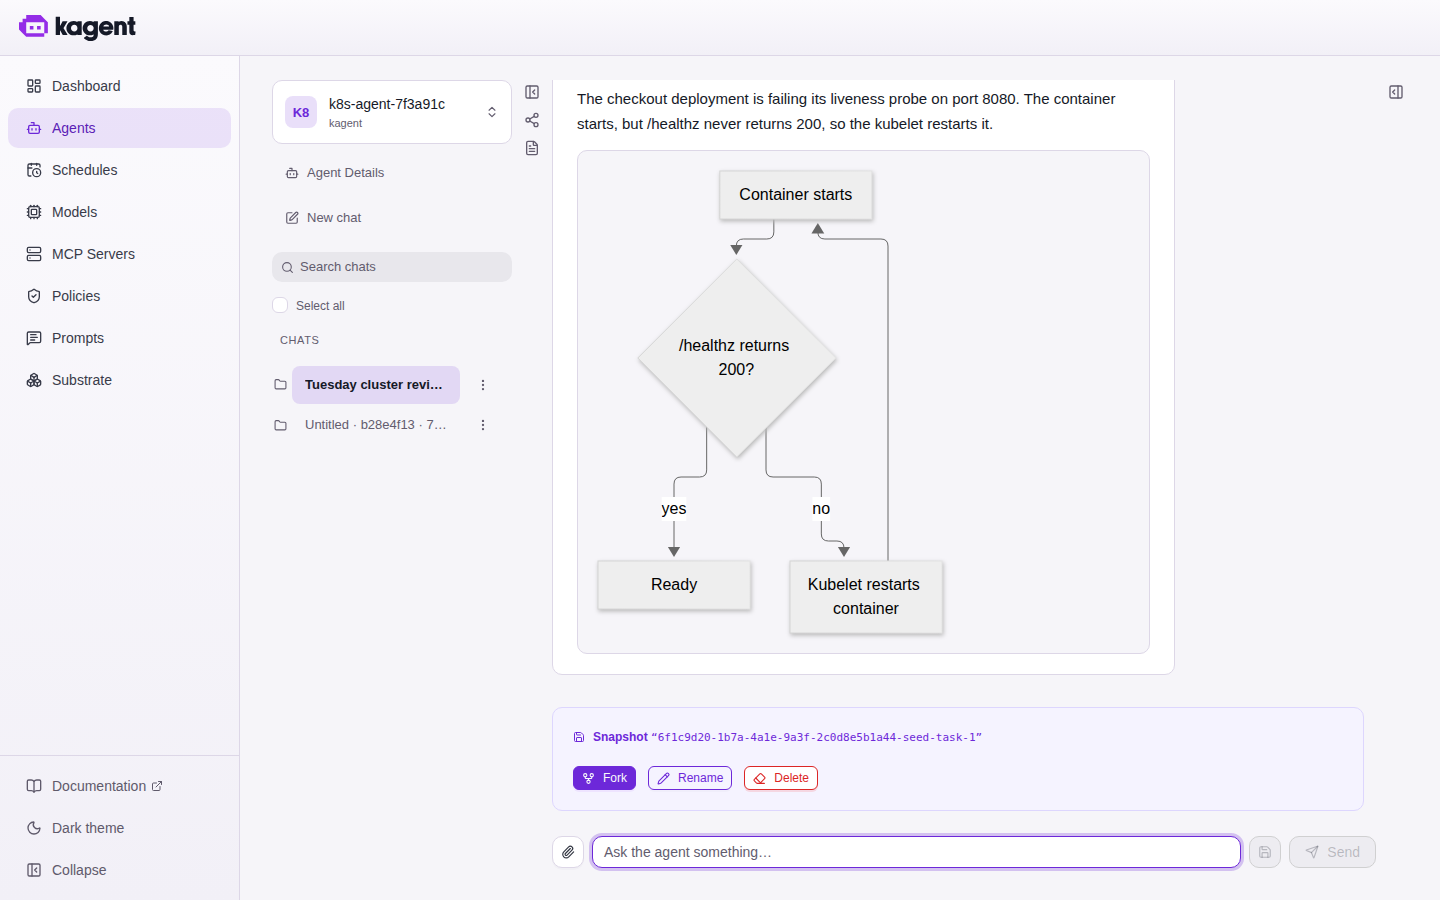 kagent
Dashboard
Agents
Schedules
Models
MCP Servers
Policies
Prompts
Substrate
Documentation
Dark theme
Collapse
K8
k8s-agent-7f3a91c
kagent
Agent Details
New chat
Search chats
Select all
CHATS
Tuesday cluster revi…
Untitled · b28e4f13 · 7…
The checkout deployment is failing its liveness probe on port 8080. The container
starts, but /healthz never returns 200, so the kubelet restarts it.
Container starts
/healthz returns
200?
yes
no
Ready
Kubelet restarts
container
Snapshot “6f1c9d20-1b7a-4a1e-9a3f-2c0d8e5b1a44-seed-task-1”
Fork
Rename
Delete
Ask the agent something…
Send